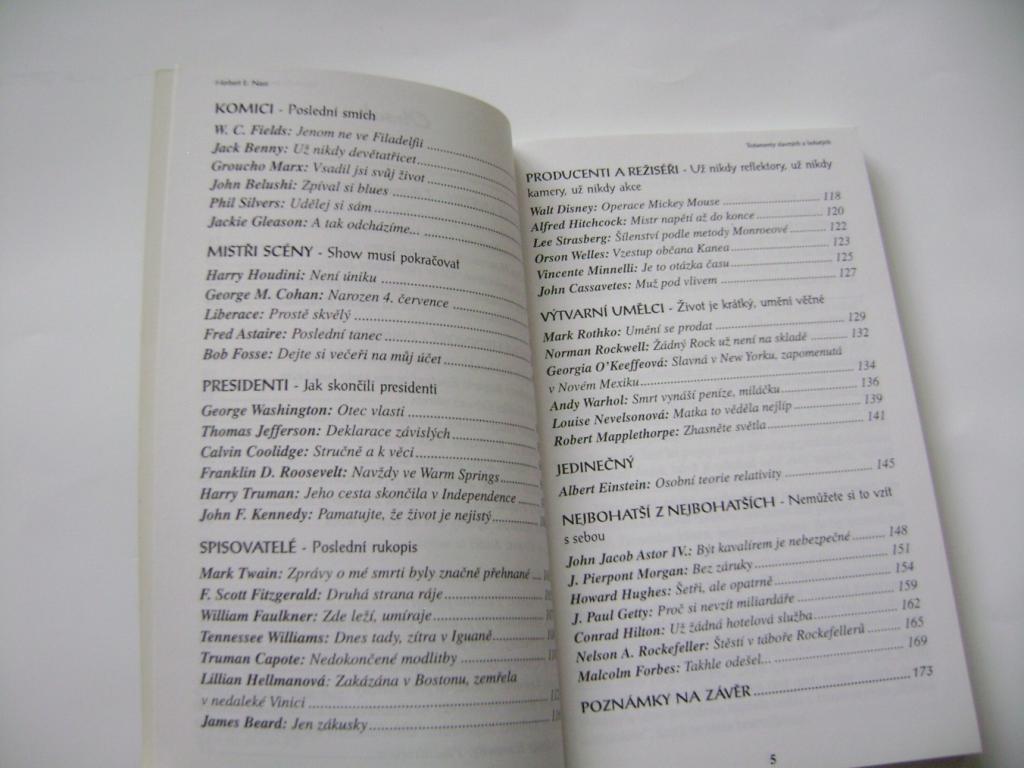 Herbert E. Nass
KOMICI - Poslední smích
W. C. Fields: Jenom ne ve Filadelfii
Jack Benny: Už nikdy devětatřicet
Groucho Marx: Vsadil jsi svůj život
John Belushi: Zpíval si blues
Phil Silvers: Udělej si sám
Jackie Gleason: A tak odcházíme...
MISTŘI SCÉNY - Show musí pokračovat
Harry Houdini: Není úniku
George M. Cohan: Narozen 4. července
Liberace: Prostě skvělý
Fred Astaire: Poslední tanec
Bob Fosse: Dejte si večeři na můj účet
PRESIDENTI - Jak skončili presidenti
George Washington: Otec vlasti
Thomas Jefferson: Deklarace závislých
Calvin Coolidge: Stručně a k věci
Franklin D. Roosevelt: Navždy ve Warm Springs
Harry Truman: Jeho cesta skončila v Independence
John F. Kennedy: Pamatujte, že život je nejistý
SPISOVATELÉ - Poslední rukopis
Mark Twain: Zprávy o mé smrti byly značně přehnané
F. Scott Fitzgerald: Druhá strana ráje
William Faulkner: Zde leží, umíraje
Tennessee Williams: Dnes tady, zítra v Iguaně
Truman Capote: Nedokončené modlitby
Lillian Hellmanová: Zakázána v Bostonu, zemřela
v nedaleké Vinici
James Beard: Jen zákusky
Testamenty slavných a bohatých
PRODUCENTI A REŽISÉŘI - Už nikdy reflektory, už nikdy
kamery, už nikdy akce
Walt Disney: Operace Mickey Mouse 118
Alfred Hitchcock: Mistr napětí až do konce 120
Lee Strasberg: Šílenství podle metody Monroeové 122
Orson Welles: Vzestup občana Kanea 123
Vincente Minnelli: Je to otázka času 125
John Cassavetes: Muž pod vlivem 127
VÝTVARNÍ UMĚLCI - Život je krátký, umění věčné
Mark Rothko: Umění se prodat 129
Norman Rockwell: Žádný Rock už není na skladě 132
Georgia O'Keeffeová: Slavná v New Yorku, zapomenutá
v Novém Mexiku 134
Andy Warhol: Smrt vynáší peníze, miláčku 136
Louise Nevelsonová: Matka to věděla nejlíp 139
Robert Mapplethorpe: Zhasněte světla 141
JEDINEČNÝ
Albert Einstein: Osobní teorie relativity 145
NEJBOHATŠÍ Z NEJBOHATŠÍCH - Nemůžete si to vzít
s sebou
John Jacob Astor IV.: Být kavalírem je nebezpečné 148
J. Pierpont Morgan: Bez záruky 151
Howard Hughes: Šetři, ale opatrně 154
J. Paul Getty: Proč si nevzít miliardáře 159
Conrad Hilton: Už žádná hotelová služba 162
Nelson A. Rockefeller: Štěstí v táboře Rockefellerů 165
Malcolm Forbes: Takhle odešel... 169
POZNÁMKY NA ZÁVĚR 173
5